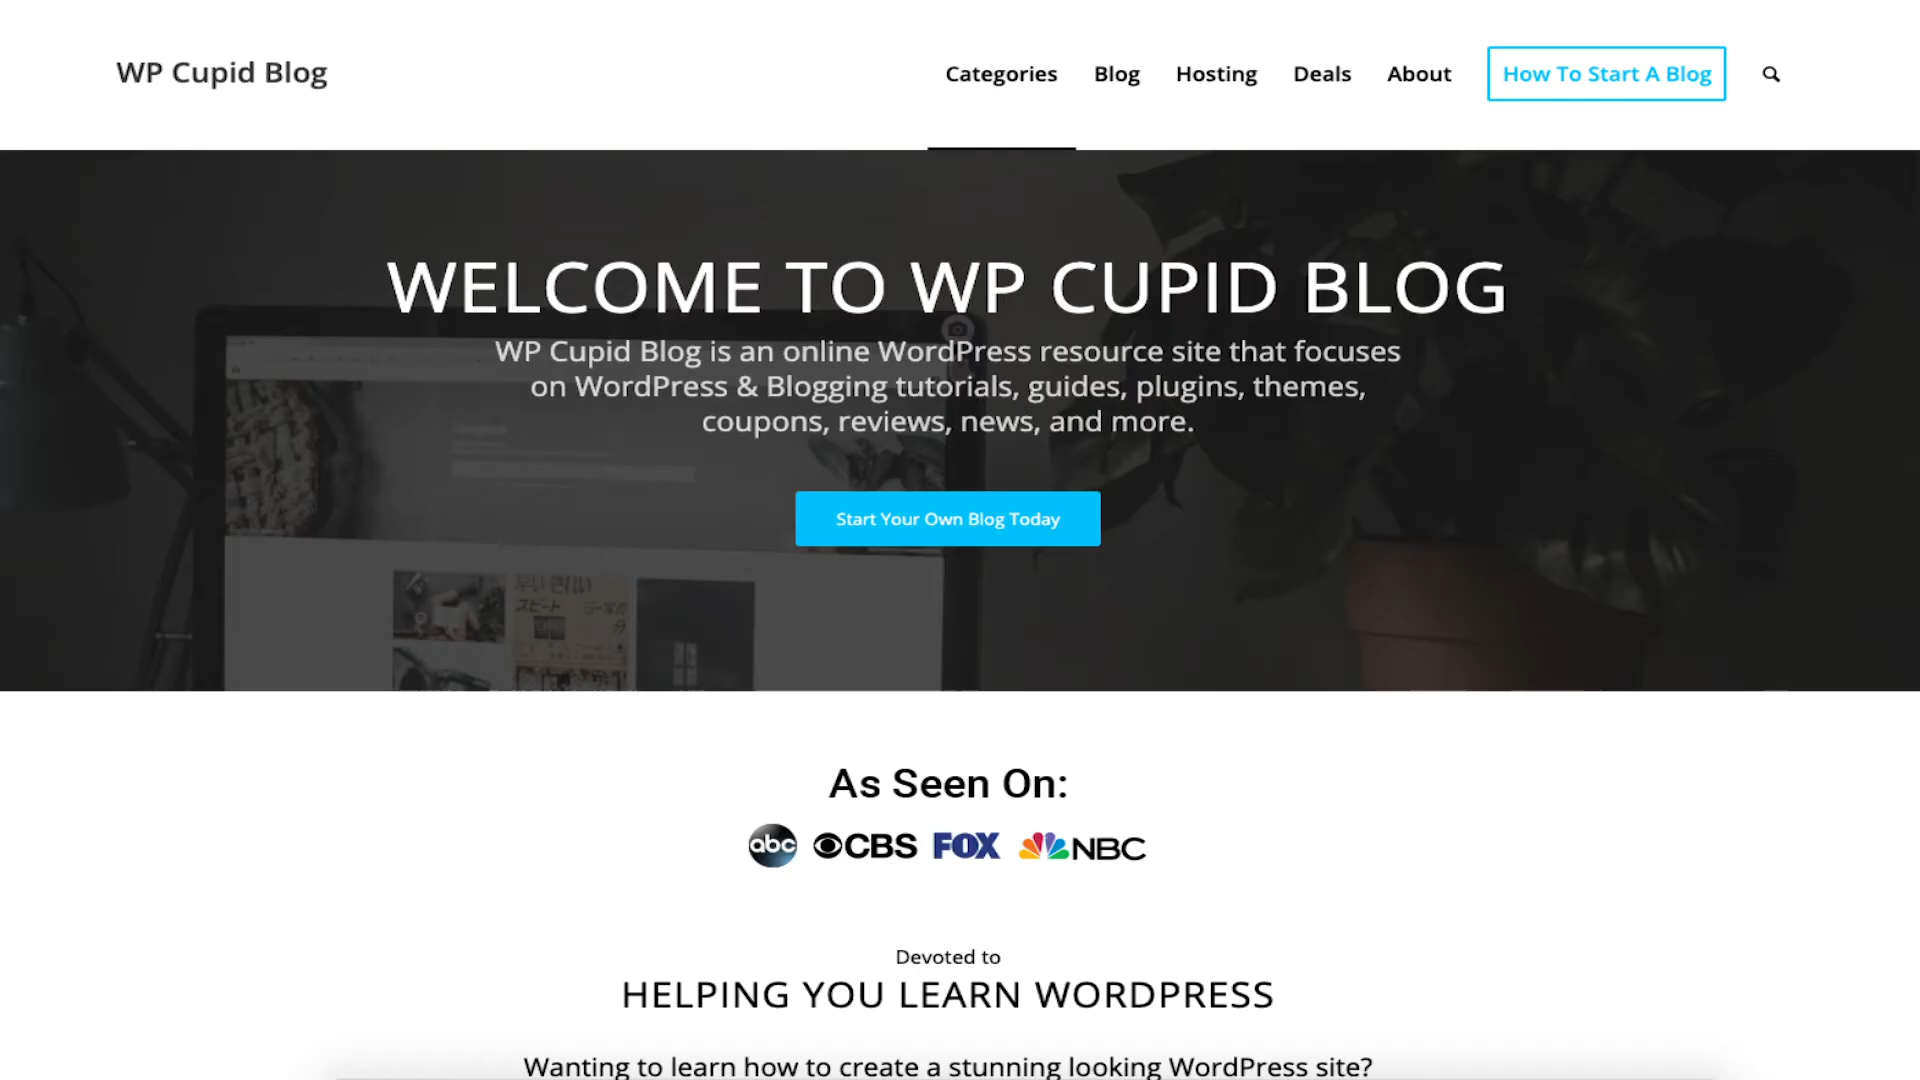 WP Cupid Blog
Categories
Blog
Hosting
Deals
About
How To Start A Blog
WELCOME TO WP CUPID BLOG
WP Cupid Blog is an online WordPress resource site that focuses
on WordPress & Blogging tutorials, guides, plugins, themes,
coupons, reviews, news, and more.
Start Your Own Blog Today
As Seen On:
abc CBS FOX NBC
Devoted to
HELPING YOU LEARN WORDPRESS
Wanting to learn how to create a stunning looking WordPress site?